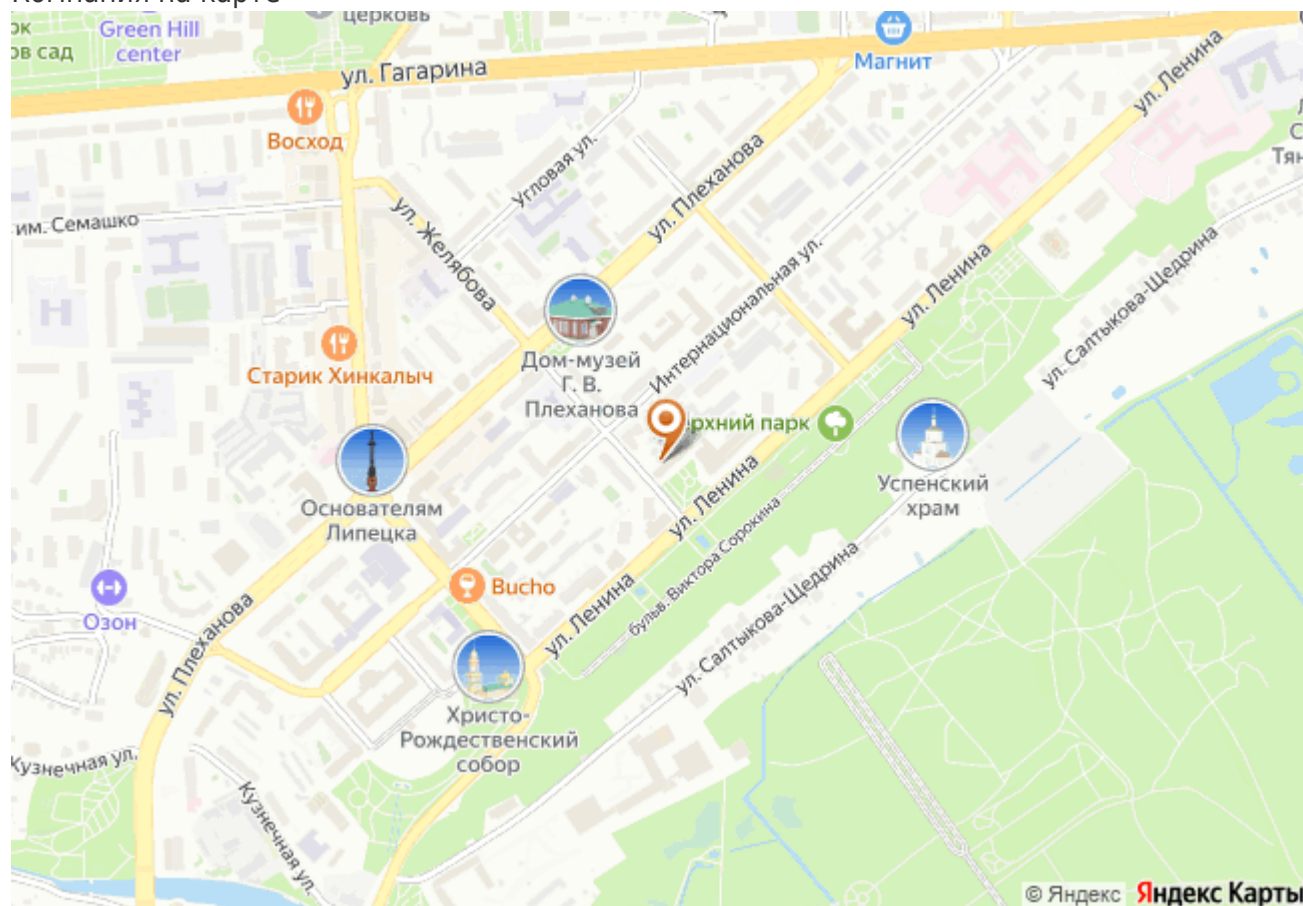 церковь
Green Hill
center
ов сад
ул. Гагарина
Магнит
ул. Ленина
Восход
Угловая ул.
ул. Плеханова
им. Семашко
ул. Желябова
Интернациональная ул.
ул. Ленина
ул. Салтыкова-Щедрина
Старик Хинкалыч
Дом-музей
Г. В.
Плеханова
рхний парк
Успенский
храм
Основателям
Липецка
ул. Ленина
бульв. Виктора Сорокина
ул. Салтыкова-Щедрина
Bucho
Озон
ул. Ленина
ул. Плеханова
Христо-
Рождественский
собор
Кузнечная ул.
Кузнечная ул.
© Яндекс Яндекс Карты